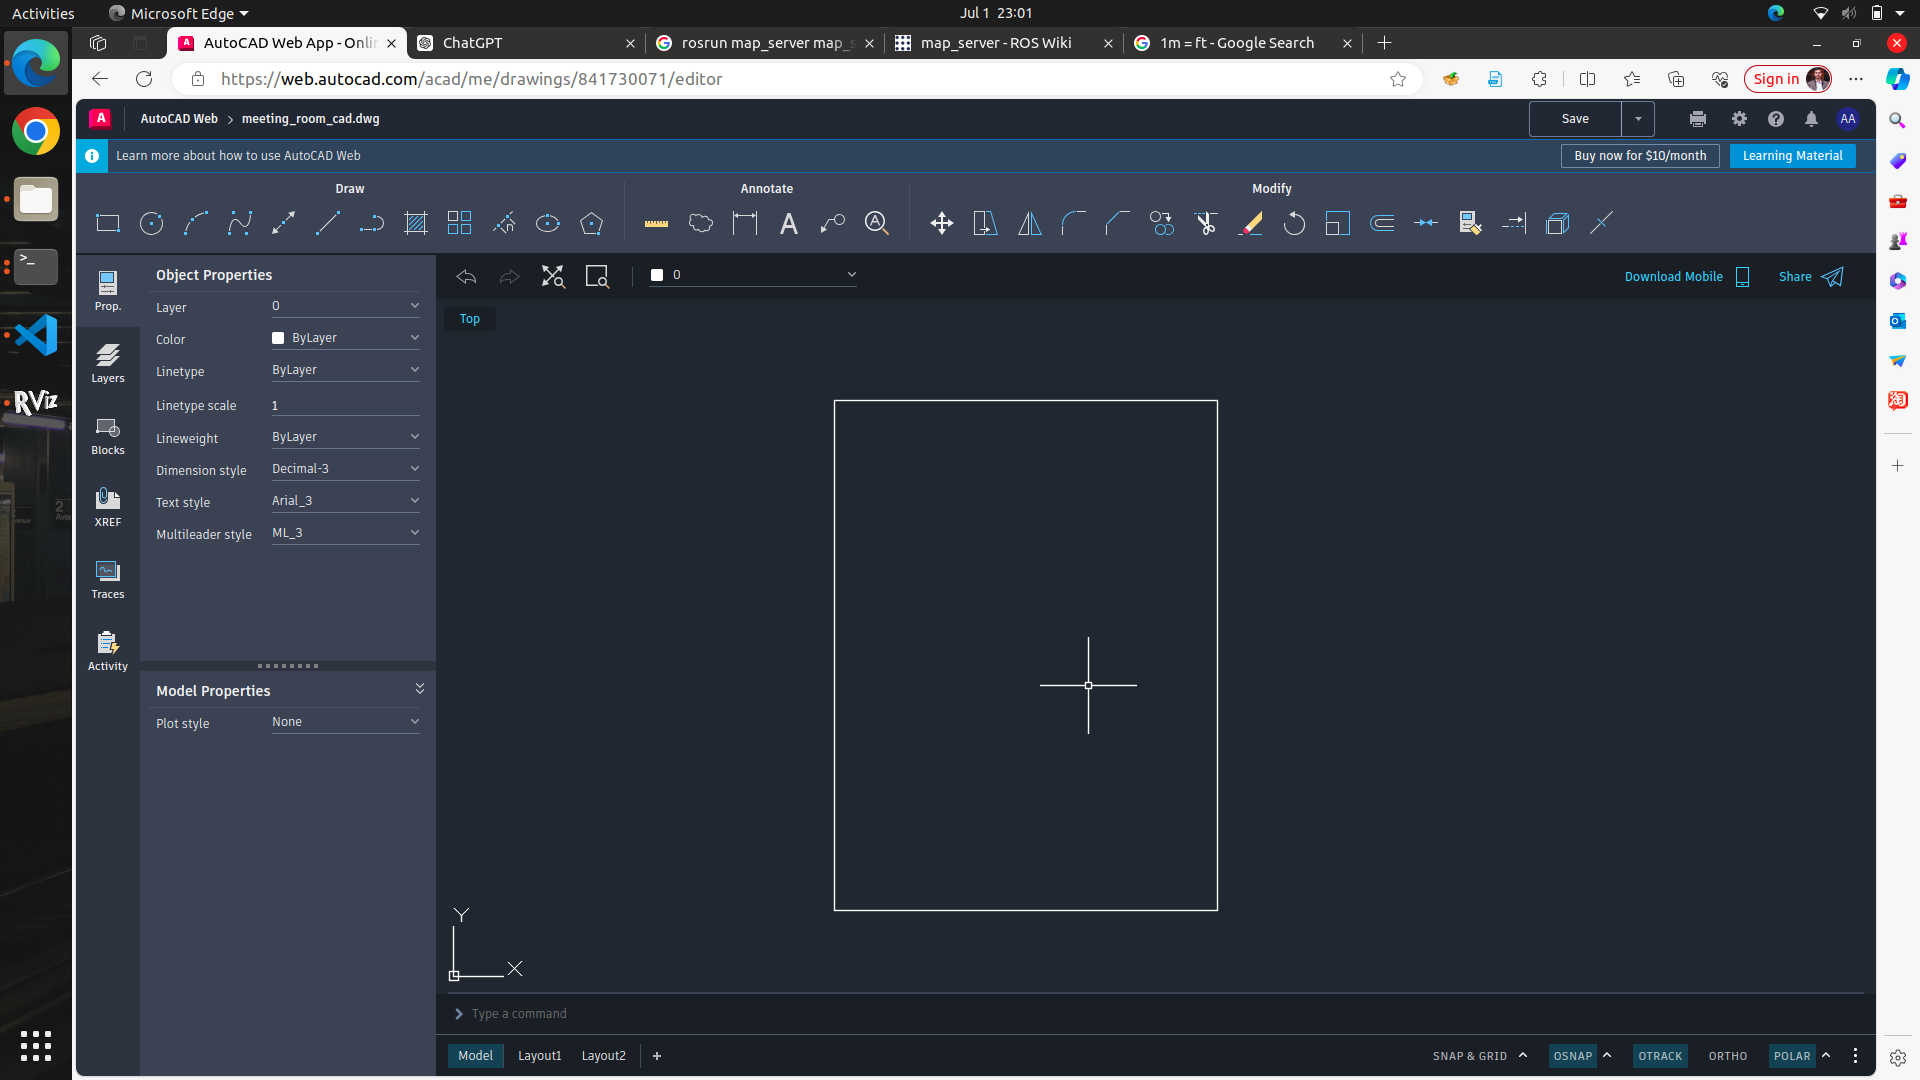 Activities
Microsoft Edge
Jul 1 23:01
AutoCAD Web App - Onli
ChatGPT
rosrun map_server map_s
map_server - ROS Wiki
1m = ft - Google Search
https://web.autocad.com/acad/me/drawings/841730071/editor
Sign in
A
AutoCAD Web
meeting_room_cad.dwg
Save
AA
Learn more about how to use AutoCAD Web
Buy now for $10/month
Learning Material
Draw
Annotate
Modify
A
Prop.
Layers
Blocks
XREF
Traces
Activity
RViz
Object Properties
Layer
0
Color
ByLayer
Linetype
ByLayer
Linetype scale
1
Lineweight
ByLayer
Dimension style
Decimal-3
Text style
Arial_3
Multileader style
ML_3
Model Properties
Plot style
None
0
Download Mobile
Share
Top
Y
X
Type a command
Model
Layout1
Layout2
+
SNAP & GRID
OSNAP
OTRACK
ORTHO
POLAR
淘